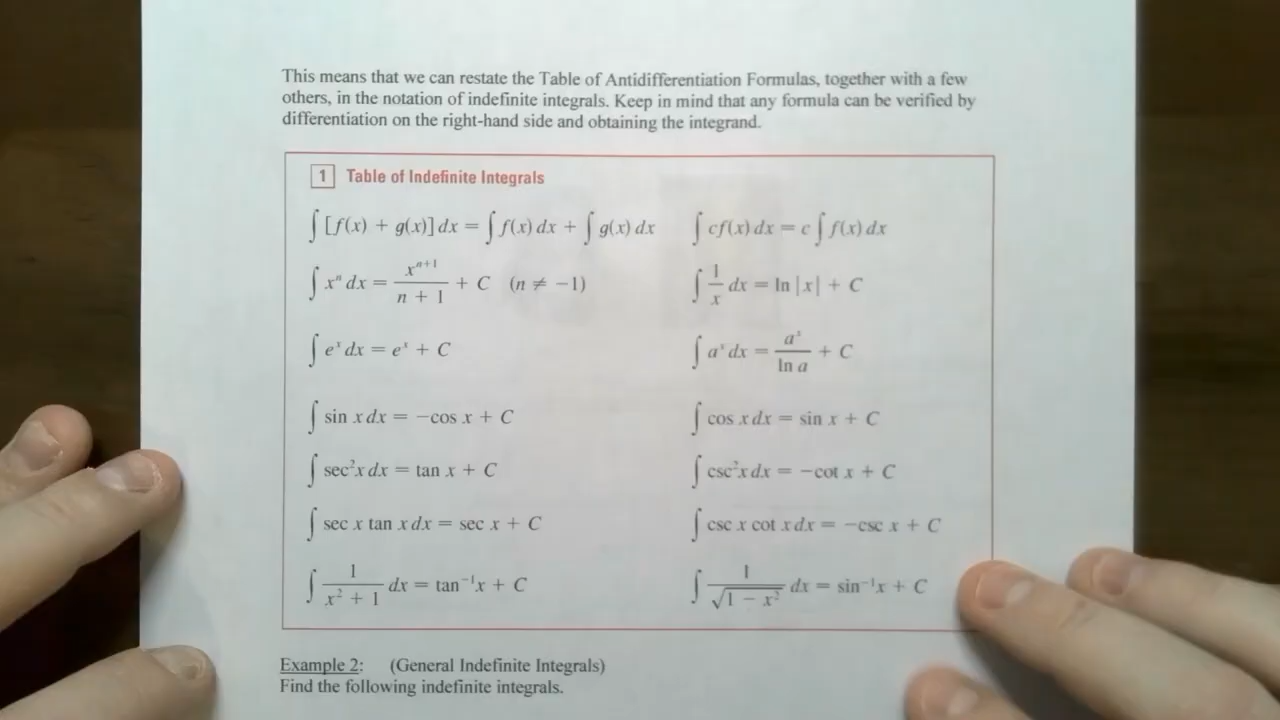 This means that we can restate the Table of Antidifferentiation Formulas, together with a few
others, in the notation of indefinite integrals. Keep in mind that any formula can be verified by
differentiation on the right-hand side and obtaining the integrand.
1 Table of Indefinite Integrals
∫ [f(x) + g(x)] dx = ∫ f(x) dx + ∫ g(x) dx    ∫ cf(x) dx = c ∫ f(x) dx
∫ xⁿ dx = xⁿ⁺¹/(n + 1) + C (n ≠ −1)    ∫ 1/x dx = ln |x| + C
∫ eˣ dx = eˣ + C    ∫ aˣ dx = aˣ/ln a + C
∫ sin x dx = −cos x + C    ∫ cos x dx = sin x + C
∫ sec²x dx = tan x + C    ∫ csc²x dx = −cot x + C
∫ sec x tan x dx = sec x + C    ∫ csc x cot x dx = −csc x + C
∫ 1/(x² + 1) dx = tan⁻¹x + C    ∫ 1/√(1 − x²) dx = sin⁻¹x + C
Example 2: (General Indefinite Integrals)
Find the following indefinite integrals.